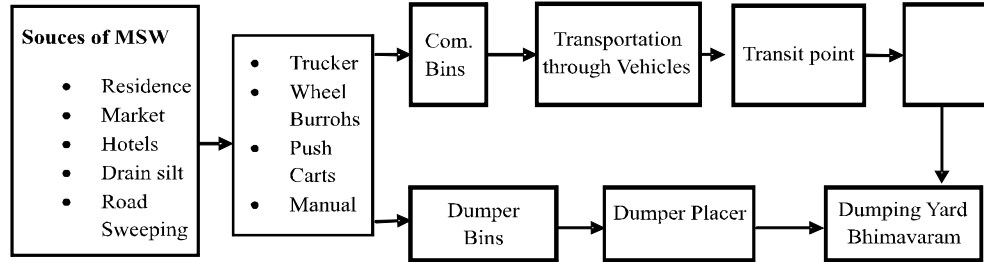 Souces of MSW
• Residence
• Market
• Hotels
• Drain silt
• Road
Sweeping
• Trucker
• Wheel
Burrohs
• Push
Carts
• Manual
Com.
Bins
Transportation
through Vehicles
Transit point
Dumper
Bins
Dumper Placer
Dumping Yard
Bhimavaram